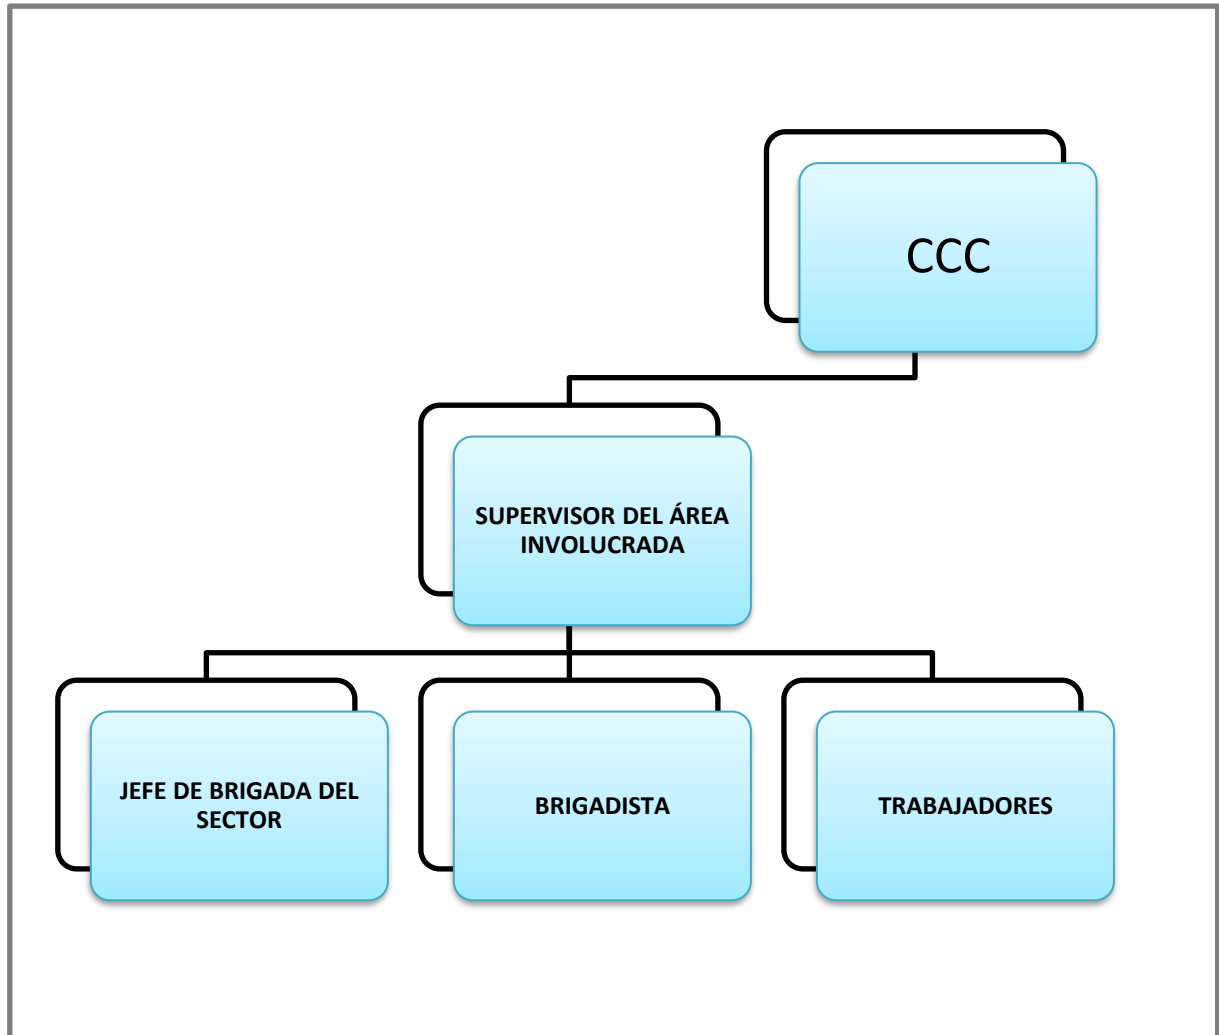 CCC
SUPERVISOR DEL ÁREA
INVOLUCRADA
JEFE DE BRIGADA DEL
SECTOR
BRIGADISTA
TRABAJADORES